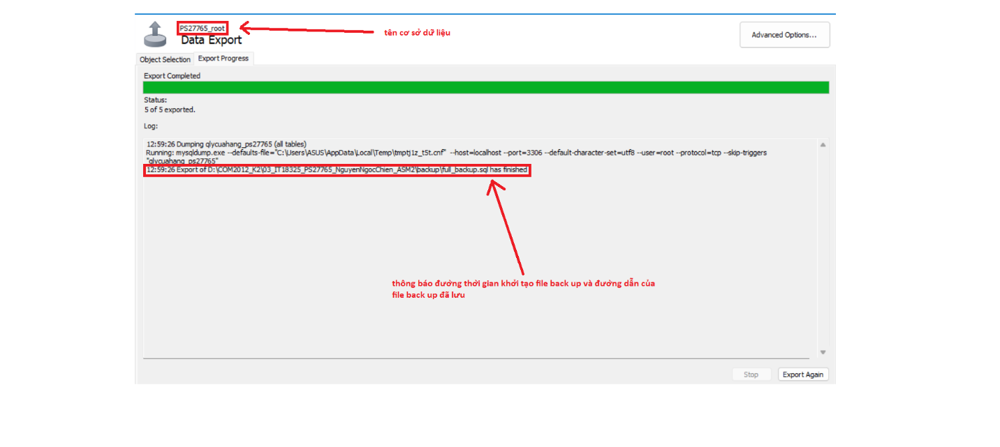 PS27765_root
tên cơ sở dữ liệu
Data Export
Advanced Options...
Object Selection
Export Progress
Export Completed
Status:
5 of 5 exported.
Log:
12:59:26 Dumping qlycuahang_ps27765 (all tables)
Running: mysqldump.exe --defaults-file="C:\Users\ASUS\AppData\Local\Temp\tmptj1z_t5t.cnf" --host=localhost --port=3306 --default-character-set=utf8 --user=root --protocol=tcp --skip-triggers
"qlycuahang_ps27765"
12:59:26 Export of D:\COM2012_K2\03_IT18325_PS27765_NguyenNgocChien_ASM2\backup\full_backup.sql has finished
thông báo đưởng thời gian khởi tạo file back up và đưởng dẫn của
file back up đã lưu
Stop
Export Again